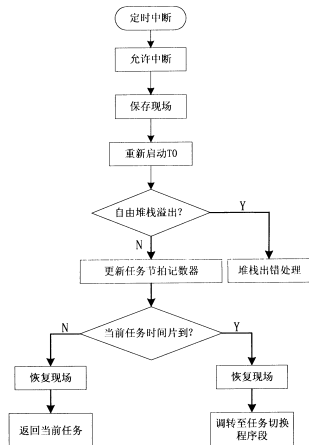 定时中断
允许中断
保存现场
重新启动T0
自由堆栈溢出?
Y
N
更新任务节拍记数器
堆栈出错处理
当前任务时间片到?
N
Y
恢复现场
恢复现场
返回当前任务
调转至任务切换
程序段